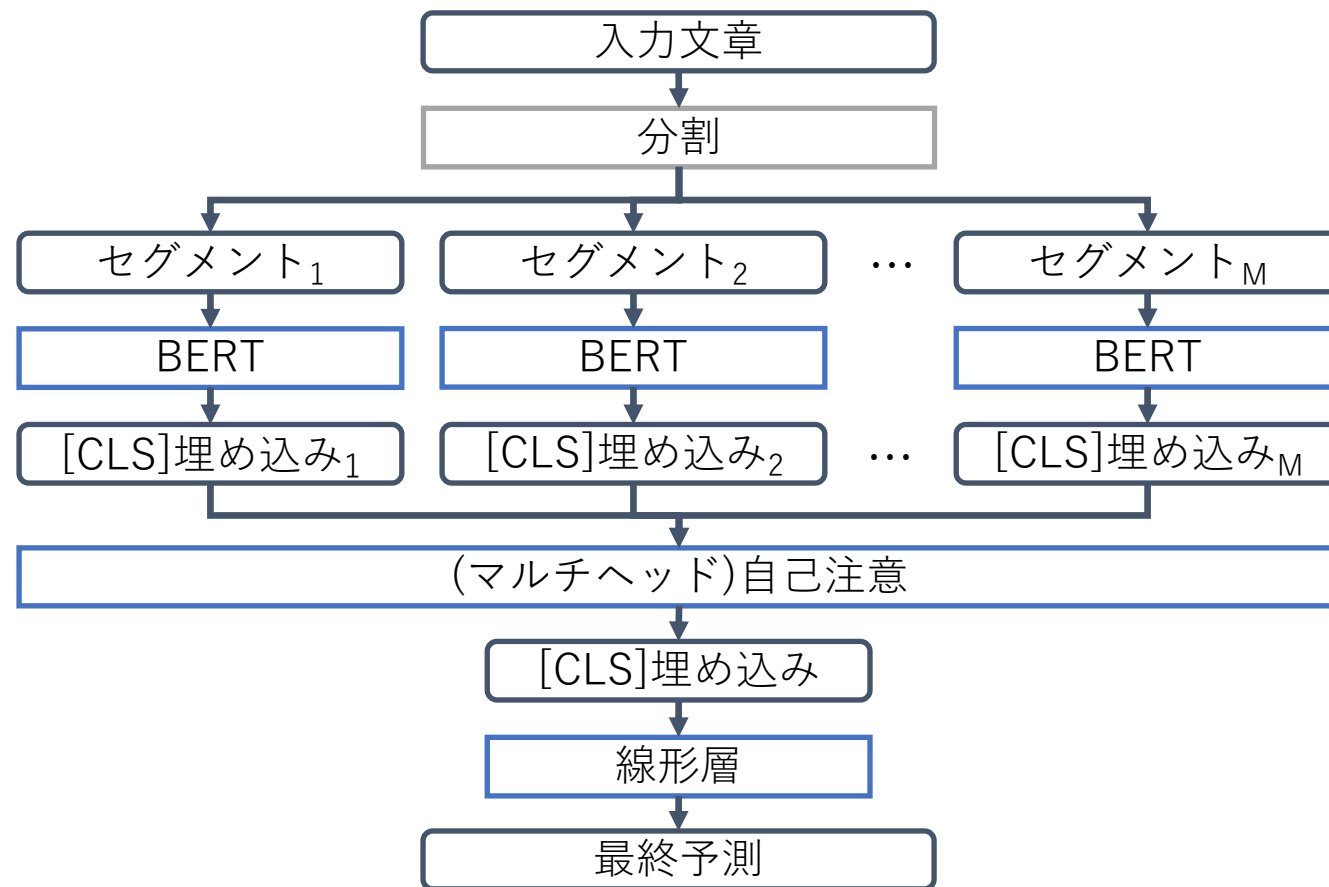 入力文章
分割
セグメント1 セグメント2 … セグメントM
BERT BERT BERT
[CLS]埋め込み1 [CLS]埋め込み2 … [CLS]埋め込みM
(マルチヘッド)自己注意
[CLS]埋め込み
線形層
最終予測